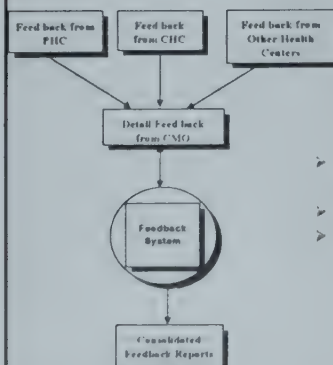 Feed back from
PHC
Feed back
from CHC
Feed back from
Other Health
Centers
Detail Feed back
from CMO
Feedback
System
Consolidated
Feedback Reports